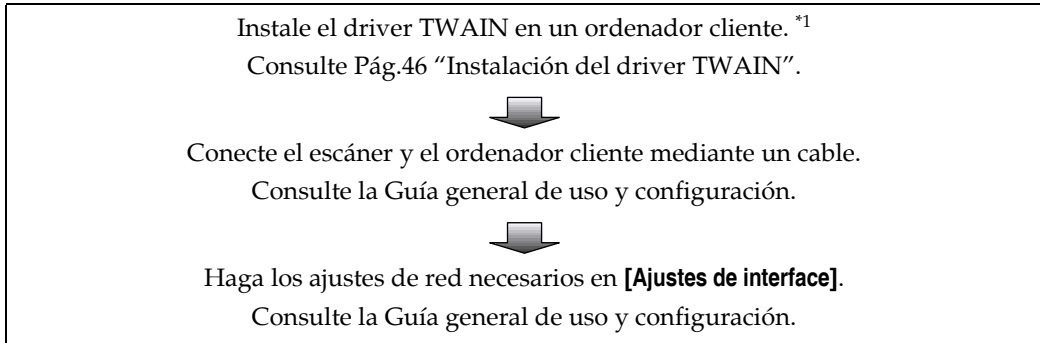 Instale el driver TWAIN en un ordenador cliente. *1
Consulte Pág.46 “Instalación del driver TWAIN”.
Conecte el escáner y el ordenador cliente mediante un cable.
Consulte la Guía general de uso y configuración.
Haga los ajustes de red necesarios en [Ajustes de interface].
Consulte la Guía general de uso y configuración.